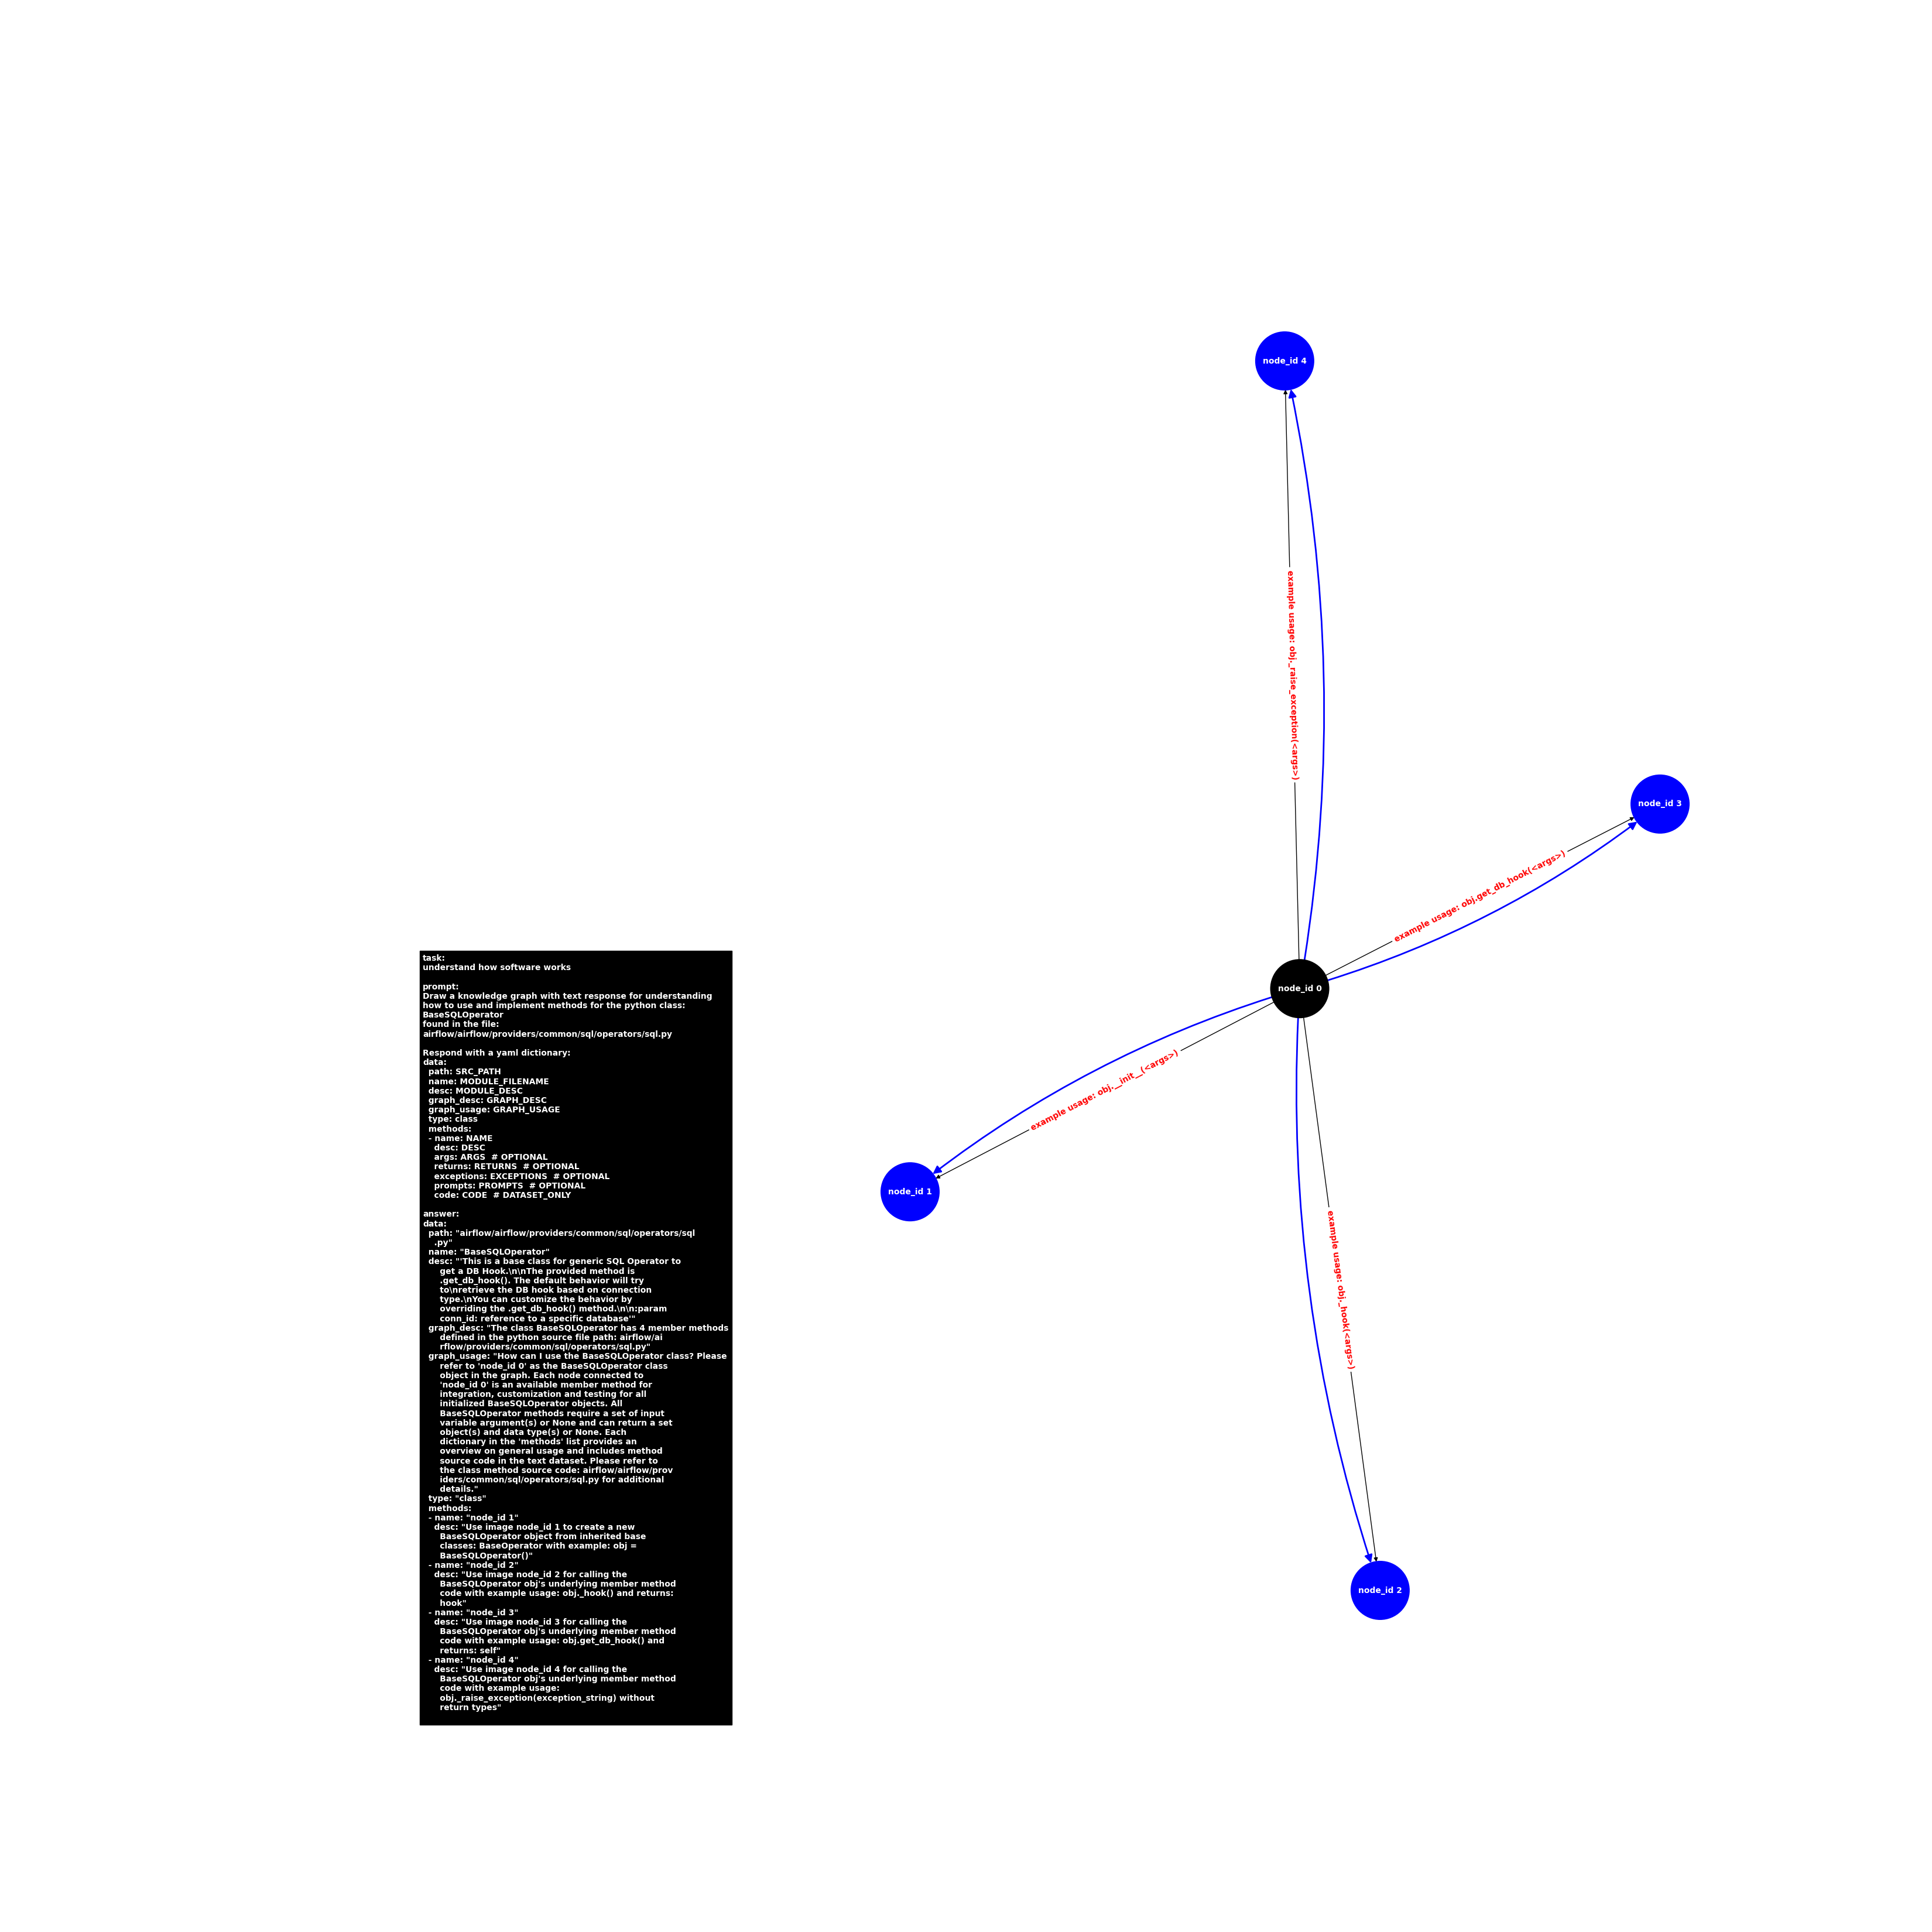 node_id 4
example usage: obj._raise_exception(<args>)
node_id 3
example usage: obj.get_db_hook(<args>)
node_id 0
example usage: obj.__init__(<args>)
node_id 1
example usage: obj._hook(<args>)
node_id 2
task:
understand how software works

prompt:
Draw a knowledge graph with text response for understanding
how to use and implement methods for the python class:
BaseSQLOperator
found in the file:
airflow/airflow/providers/common/sql/operators/sql.py

Respond with a yaml dictionary:
data:
  path: SRC_PATH
  name: MODULE_FILENAME
  desc: MODULE_DESC
  graph_desc: GRAPH_DESC
  graph_usage: GRAPH_USAGE
  type: class
  methods:
  - name: NAME
    desc: DESC
    args: ARGS  # OPTIONAL
    returns: RETURNS  # OPTIONAL
    exceptions: EXCEPTIONS  # OPTIONAL
    prompts: PROMPTS  # OPTIONAL
    code: CODE  # DATASET_ONLY

answer:
data:
  path: "airflow/airflow/providers/common/sql/operators/sql
    .py"
  name: "BaseSQLOperator"
  desc: "'This is a base class for generic SQL Operator to
      get a DB Hook.\n\nThe provided method is
      .get_db_hook(). The default behavior will try
      to\nretrieve the DB hook based on connection
      type.\nYou can customize the behavior by
      overriding the .get_db_hook() method.\n\n:param
      conn_id: reference to a specific database'"
  graph_desc: "The class BaseSQLOperator has 4 member methods
      defined in the python source file path: airflow/ai
      rflow/providers/common/sql/operators/sql.py"
  graph_usage: "How can I use the BaseSQLOperator class? Please
      refer to 'node_id 0' as the BaseSQLOperator class
      object in the graph. Each node connected to
      'node_id 0' is an available member method for
      integration, customization and testing for all
      initialized BaseSQLOperator objects. All
      BaseSQLOperator methods require a set of input
      variable argument(s) or None and can return a set
      object(s) and data type(s) or None. Each
      dictionary in the 'methods' list provides an
      overview on general usage and includes method
      source code in the text dataset. Please refer to
      the class method source code: airflow/airflow/prov
      iders/common/sql/operators/sql.py for additional
      details."
  type: "class"
  methods:
  - name: "node_id 1"
    desc: "Use image node_id 1 to create a new
      BaseSQLOperator object from inherited base
      classes: BaseOperator with example: obj =
      BaseSQLOperator()"
  - name: "node_id 2"
    desc: "Use image node_id 2 for calling the
      BaseSQLOperator obj's underlying member method
      code with example usage: obj._hook() and returns:
      hook"
  - name: "node_id 3"
    desc: "Use image node_id 3 for calling the
      BaseSQLOperator obj's underlying member method
      code with example usage: obj.get_db_hook() and
      returns: self"
  - name: "node_id 4"
    desc: "Use image node_id 4 for calling the
      BaseSQLOperator obj's underlying member method
      code with example usage:
      obj._raise_exception(exception_string) without
      return types"